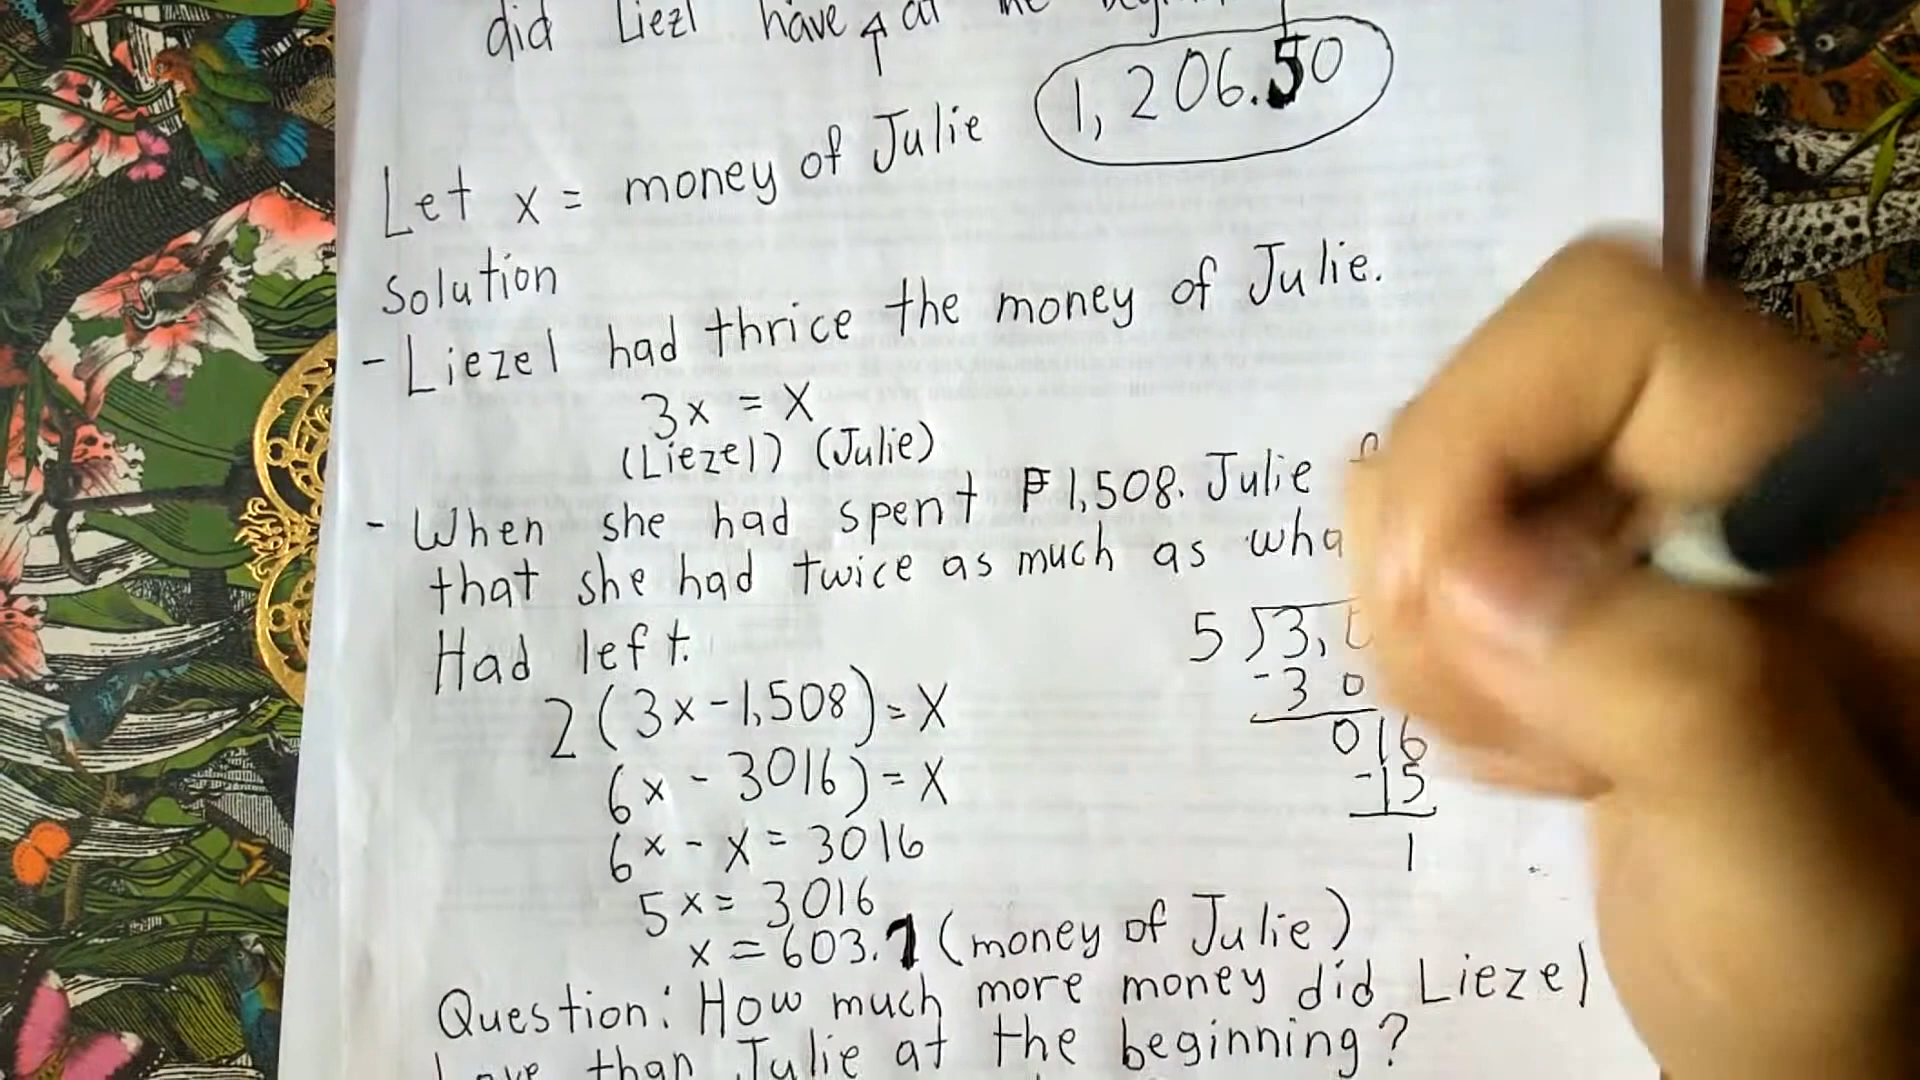 did Liezl have at
1,206.50
Let x = money of Julie
solution
- Liezel had thrice the money of Julie.
3x = x
(Liezel) (Julie)
- When she had spent ₱1,508. Julie
that she had twice as much as
Had left.
2(3x-1,508)=x
6x - 3016)=x
6x - x = 3016
5x = 3016
x = 603.1 (money of Julie)
5 3,
-3 0
016
-15
1
Question: How much more money did Liezel
than Julie at the beginning?